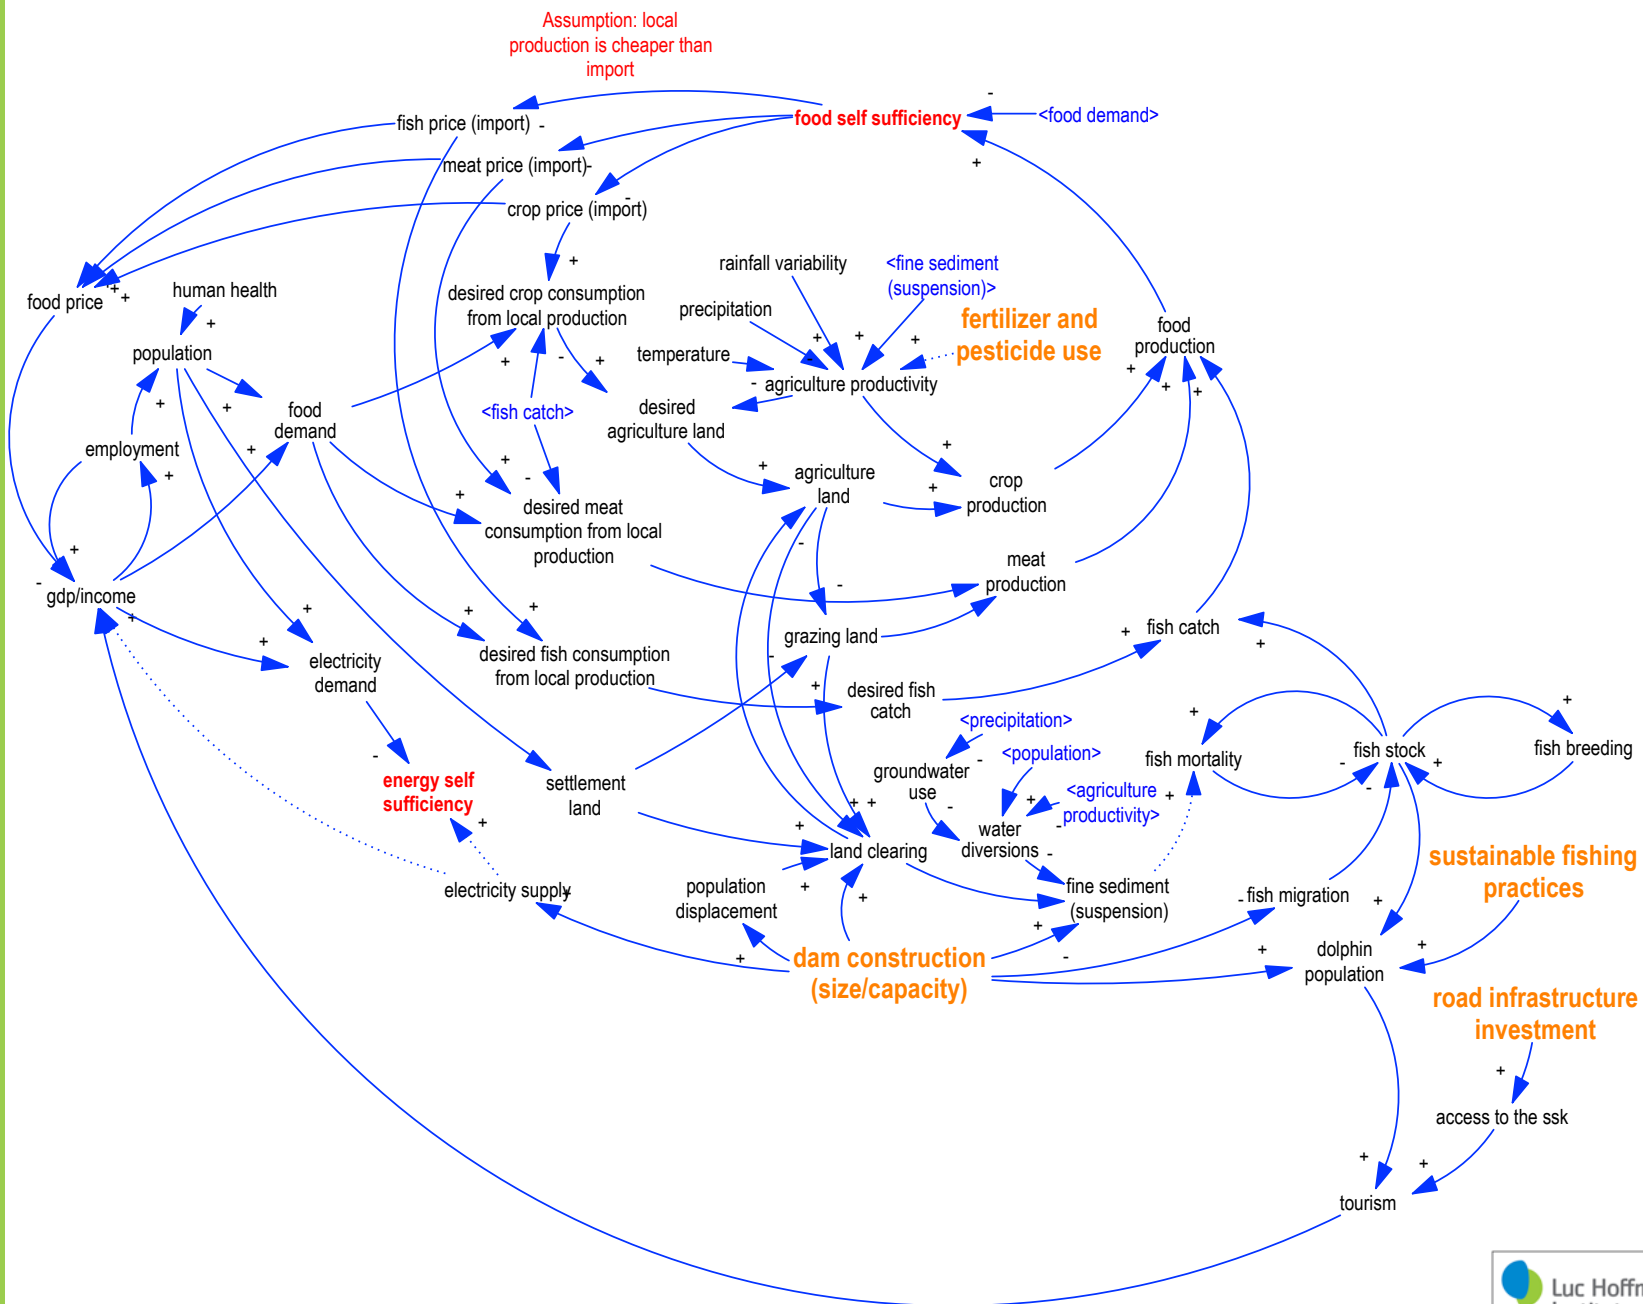 Assumption: local
production is cheaper than
import
fish price (import)
food self sufficiency
<food demand>
meat price (import)
crop price (import)
rainfall variability
<fine sediment
(suspension)>
food price
human health
desired crop consumption
from local production
precipitation
fertilizer and
pesticide use
food
production
population
temperature
agriculture productivity
food
demand
<fish catch>
desired
agriculture land
employment
agriculture
land
crop
production
desired meat
consumption from local
production
meat
production
gdp/income
grazing land
fish catch
electricity
demand
desired fish consumption
from local production
desired fish
catch
<precipitation>
<population>
fish mortality
fish stock
fish breeding
energy self
sufficiency
settlement
land
groundwater
use
<agriculture
productivity>
water
diversions
land clearing
sustainable fishing
practices
electricity supply
population
displacement
fine sediment
(suspension)
fish migration
dam construction
(size/capacity)
dolphin
population
road infrastructure
investment
access to the ssk
tourism
Luc Hoffm